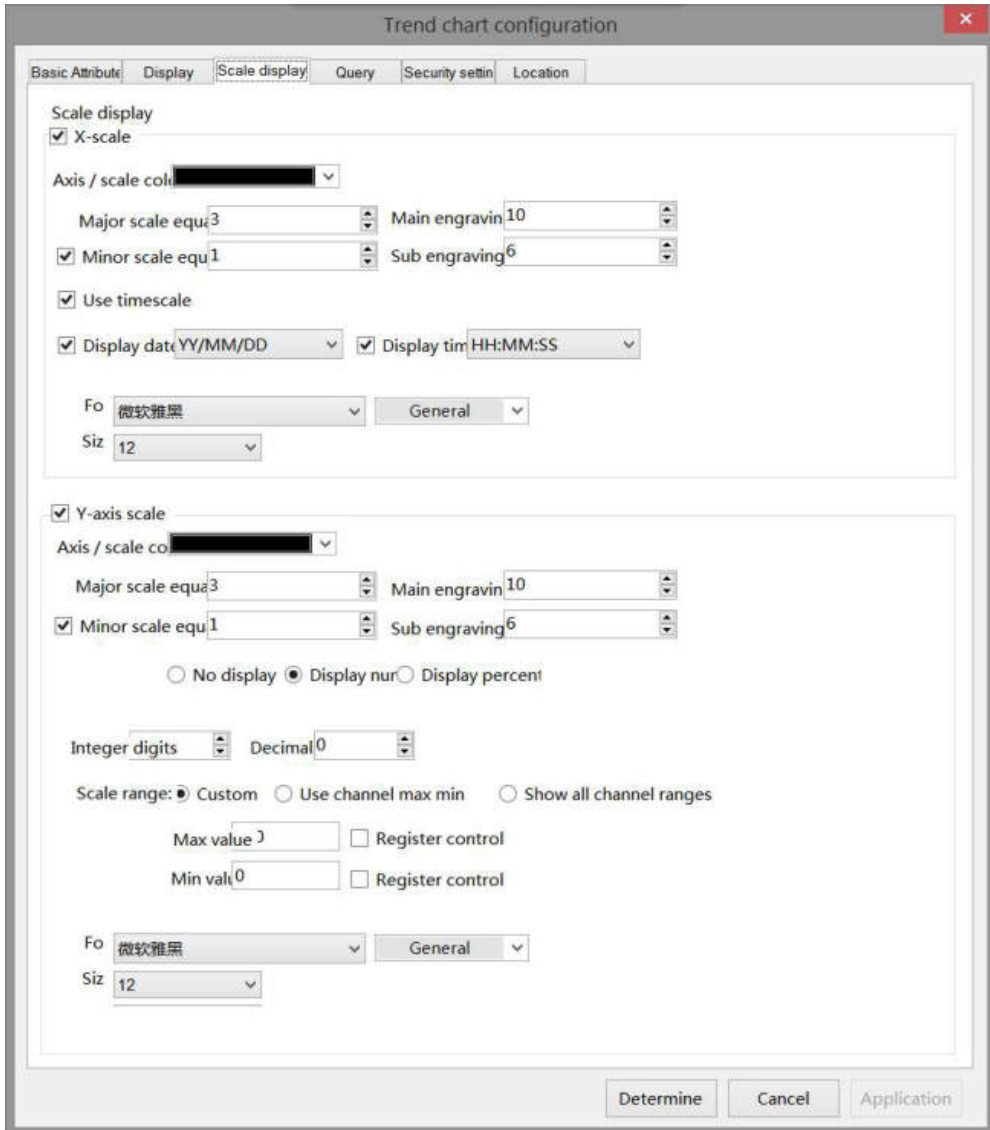 Trend chart configuration
Basic Attribute Display Scale display Query Security settin Location
Scale display
X-scale
Axis / scale colo
Major scale equa 3 Main engravin 10
Minor scale equ 1 Sub engraving 6
Use timescale
Display date YY/MM/DD Display tim HH:MM:SS
Fo 微软雅黑 General
Siz 12
Y-axis scale
Axis / scale co
Major scale equa 3 Main engravin 10
Minor scale equ 1 Sub engraving 6
No display Display nur Display percent
Integer digits Decimal 0
Scale range: Custom Use channel max min Show all channel ranges
Max value Register control
Min valu 0 Register control
Fo 微软雅黑 General
Siz 12
Determine Cancel Application